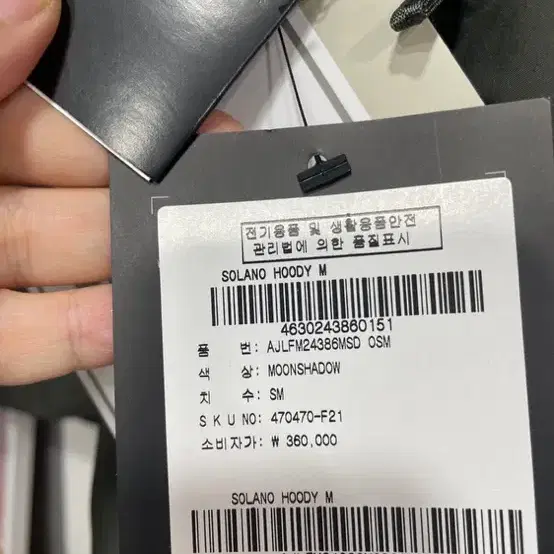 전기용품 및 생활용품안전
관리법에 의한 품질표시
SOLANO HOODY M
4630243860151
품 번: AJLFM24386MSD 0SM
색 상: MOONSHADOW
치 수: SM
S K U NO: 470470-F21
소비자가: ₩ 360,000
SOLANO HOODY M